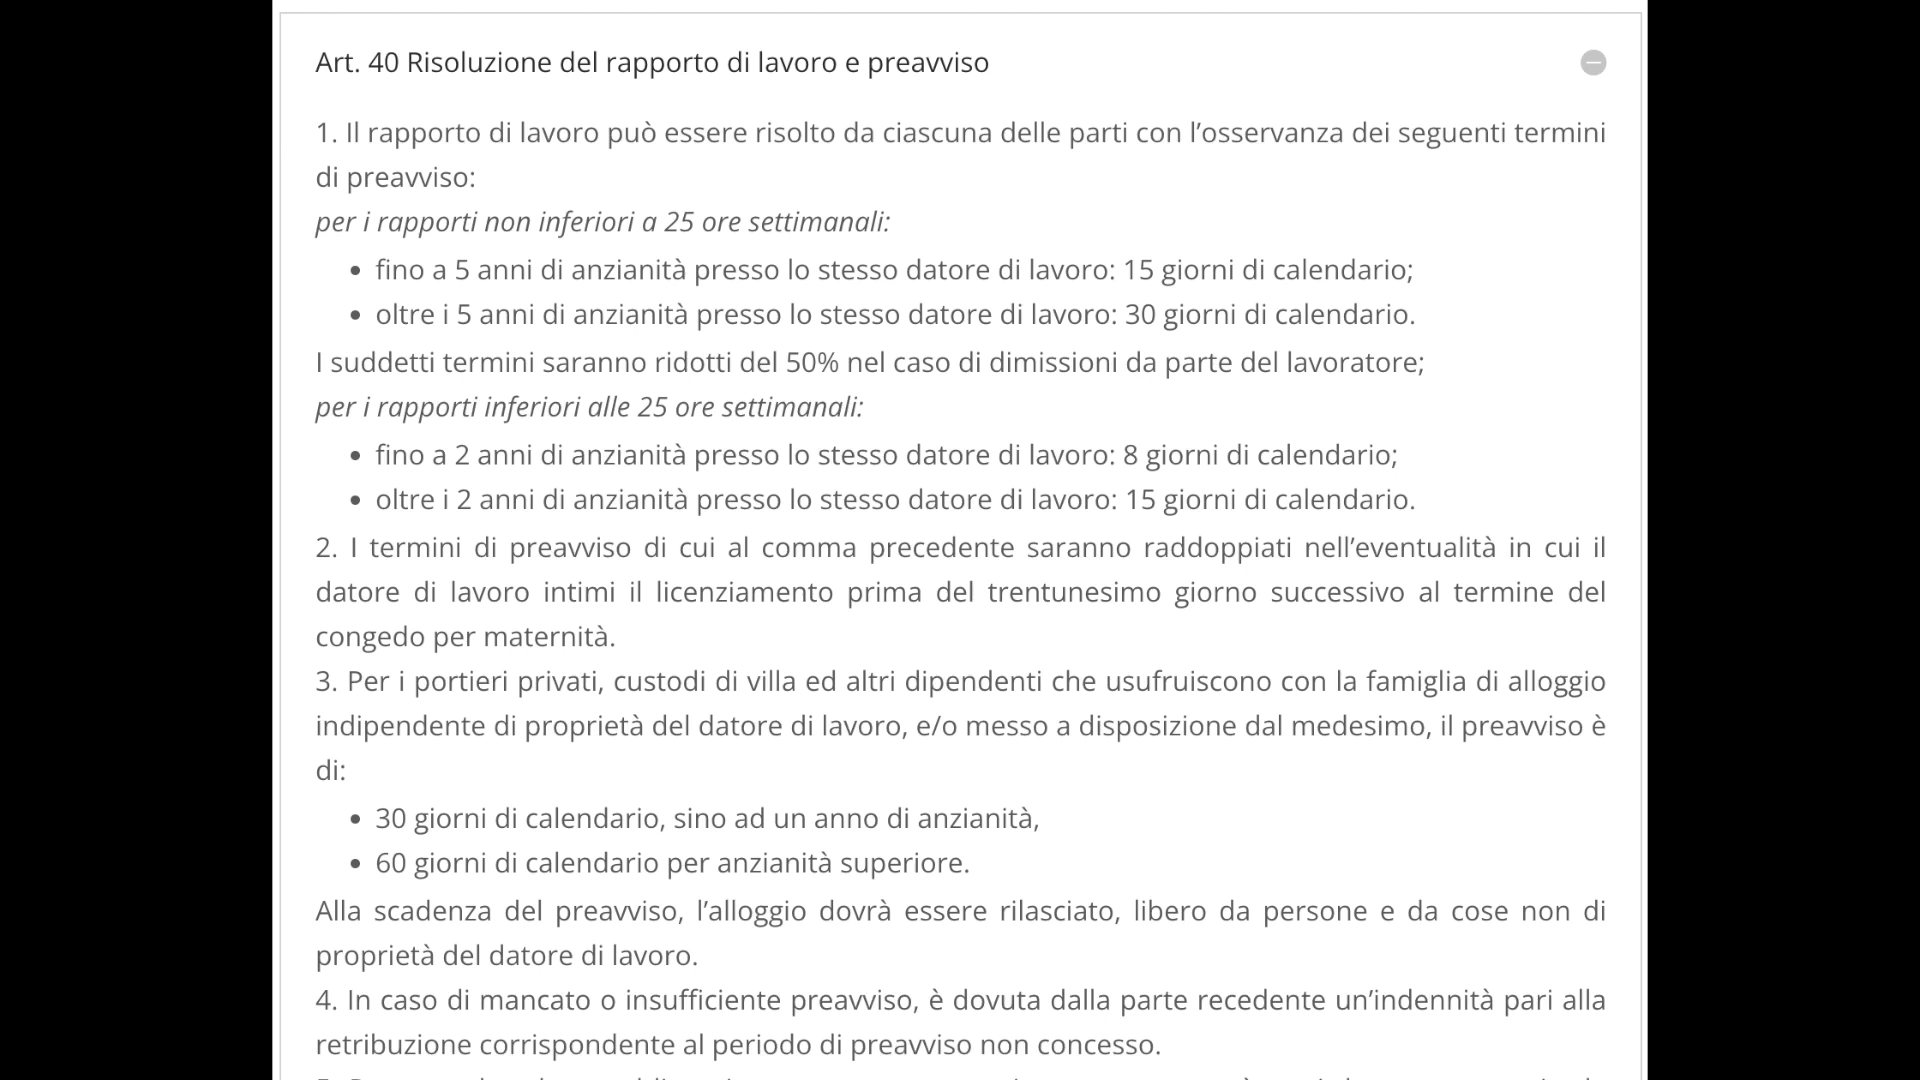 Art. 40 Risoluzione del rapporto di lavoro e preavviso
1. Il rapporto di lavoro può essere risolto da ciascuna delle parti con l’osservanza dei seguenti termini
di preavviso:
per i rapporti non inferiori a 25 ore settimanali:
• fino a 5 anni di anzianità presso lo stesso datore di lavoro: 15 giorni di calendario;
• oltre i 5 anni di anzianità presso lo stesso datore di lavoro: 30 giorni di calendario.
I suddetti termini saranno ridotti del 50% nel caso di dimissioni da parte del lavoratore;
per i rapporti inferiori alle 25 ore settimanali:
• fino a 2 anni di anzianità presso lo stesso datore di lavoro: 8 giorni di calendario;
• oltre i 2 anni di anzianità presso lo stesso datore di lavoro: 15 giorni di calendario.
2. I termini di preavviso di cui al comma precedente saranno raddoppiati nell’eventualità in cui il
datore di lavoro intimi il licenziamento prima del trentunesimo giorno successivo al termine del
congedo per maternità.
3. Per i portieri privati, custodi di villa ed altri dipendenti che usufruiscono con la famiglia di alloggio
indipendente di proprietà del datore di lavoro, e/o messo a disposizione dal medesimo, il preavviso è
di:
• 30 giorni di calendario, sino ad un anno di anzianità,
• 60 giorni di calendario per anzianità superiore.
Alla scadenza del preavviso, l’alloggio dovrà essere rilasciato, libero da persone e da cose non di
proprietà del datore di lavoro.
4. In caso di mancato o insufficiente preavviso, è dovuta dalla parte recedente un’indennità pari alla
retribuzione corrispondente al periodo di preavviso non concesso.